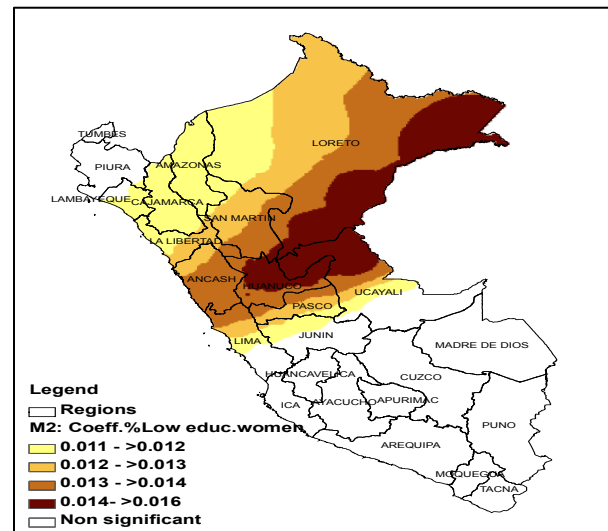 TUMBES
PIURA
LORETO
AMAZONAS
LAMBAYEQUE
CAJAMARCA
SAN MARTIN
LA LIBERTAD
ANCASH
HUANUCO
UCAYALI
PASCO
LIMA
JUNIN
MADRE DE DIOS
HUANCAVELICA
CUZCO
ICA
AYACUCHO
APURIMAC
PUNO
AREQUIPA
MOQUEGUA
TACNA
Legend
Regions
M2: Coeff.%Low educ.women
0.011 - >0.012
0.012 - >0.013
0.013 - >0.014
0.014- >0.016
Non significant